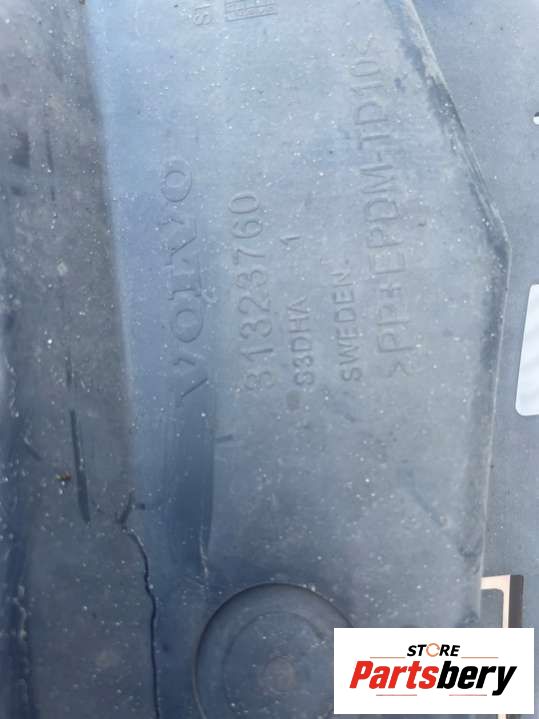 VOLVO
31323760
S3DHA 1
SWEDEN.
>PP+EPDM-TD10<
STORE
Partsbery